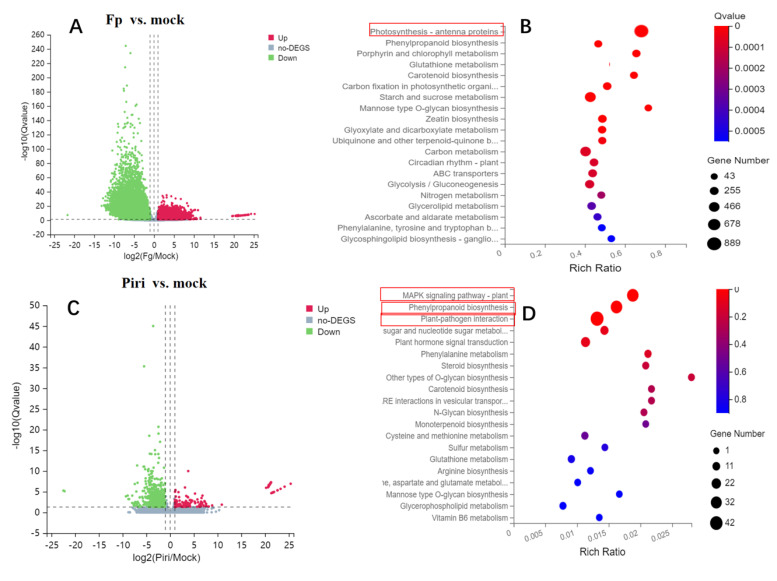 A
Fp vs. mock
Up
no-DEGS
Down
260
240
220
200
180
160
140
120
100
80
60
40
20
0
-20
-log10(Qvalue)
-25
-20
-15
-10
-5
0
5
10
15
20
25
log2(Fg/Mock)
B
Photosynthesis - antenna proteins
Phenylpropanoid biosynthesis
Porphyrin and chlorophyll metabolism
Glutathione metabolism
Carotenoid biosynthesis
Carbon fixation in photosynthetic organi...
Starch and sucrose metabolism
Mannose type O-glycan biosynthesis
Zeatin biosynthesis
Glyoxylate and dicarboxylate metabolism
Ubiquinone and other terpenoid-quinone b...
Carbon metabolism
Circadian rhythm - plant
ABC transporters
Glycolysis / Gluconeogenesis
Nitrogen metabolism
Glycerolipid metabolism
Ascorbate and aldarate metabolism
Phenylalanine, tyrosine and tryptophan b...
Glycosphingolipid biosynthesis - ganglio...
0
0.2
0.4
0.6
0.8
Rich Ratio
Qvalue
0
0.0001
0.0002
0.0003
0.0004
0.0005
Gene Number
43
255
466
678
889
Piri vs. mock
C
Up
no-DEGS
Down
50
45
40
35
30
25
20
15
10
5
0
-5
-log10(Qvalue)
-25
-20
-15
-10
-5
0
5
10
15
20
25
log2(Piri/Mock)
D
MAPK signaling pathway - plant
Phenylpropanoid biosynthesis
Plant-pathogen interaction
sugar and nucleotide sugar metabol...
Plant hormone signal transduction
Phenylalanine metabolism
Steroid biosynthesis
Other types of O-glycan biosynthesis
Carotenoid biosynthesis
RE interactions in vesicular transpor...
N-Glycan biosynthesis
Monoterpenoid biosynthesis
Cysteine and methionine metabolism
Sulfur metabolism
Glutathione metabolism
Arginine biosynthesis
ne, aspartate and glutamate metabol...
Mannose type O-glycan biosynthesis
Glycerophospholipid metabolism
Vitamin B6 metabolism
0
0.005
0.01
0.015
0.02
0.025
Rich Ratio
0
0.2
0.4
0.6
0.8
Gene Number
1
11
22
32
42